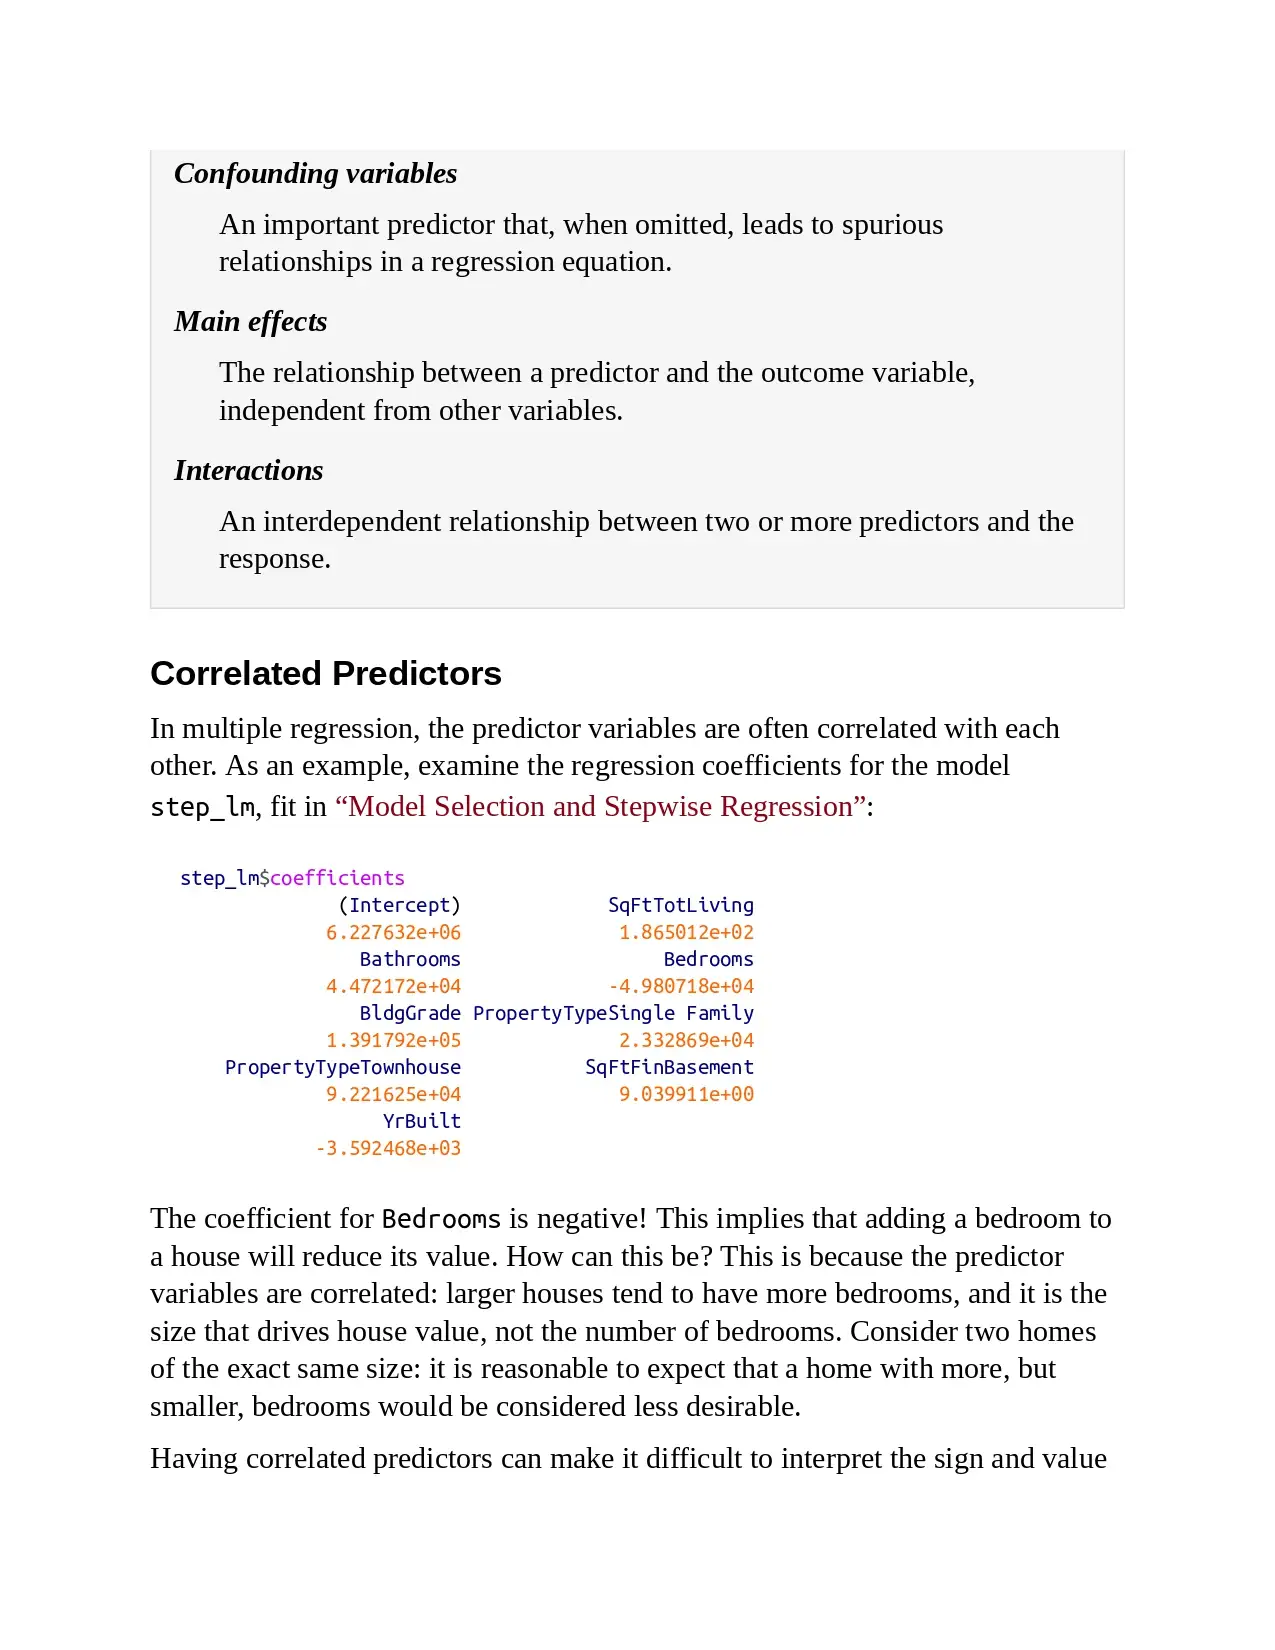 Confounding variables
An important predictor that, when omitted, leads to spurious
relationships in a regression equation.
Main effects
The relationship between a predictor and the outcome variable,
independent from other variables.
Interactions
An interdependent relationship between two or more predictors and the
response.
Correlated Predictors
In multiple regression, the predictor variables are often correlated with each
other. As an example, examine the regression coefficients for the model
step_lm, fit in “Model Selection and Stepwise Regression”:
step_lm$coefficients
(Intercept) SqFtTotLiving
6.227632e+06 1.865012e+02
Bathrooms Bedrooms
4.472172e+04 -4.980718e+04
BldgGrade PropertyTypeSingle Family
1.391792e+05 2.332869e+04
PropertyTypeTownhouse SqFtFinBasement
9.221625e+04 9.039911e+00
YrBuilt
-3.592468e+03
The coefficient for Bedrooms is negative! This implies that adding a bedroom to
a house will reduce its value. How can this be? This is because the predictor
variables are correlated: larger houses tend to have more bedrooms, and it is the
size that drives house value, not the number of bedrooms. Consider two homes
of the exact same size: it is reasonable to expect that a home with more, but
smaller, bedrooms would be considered less desirable.
Having correlated predictors can make it difficult to interpret the sign and value